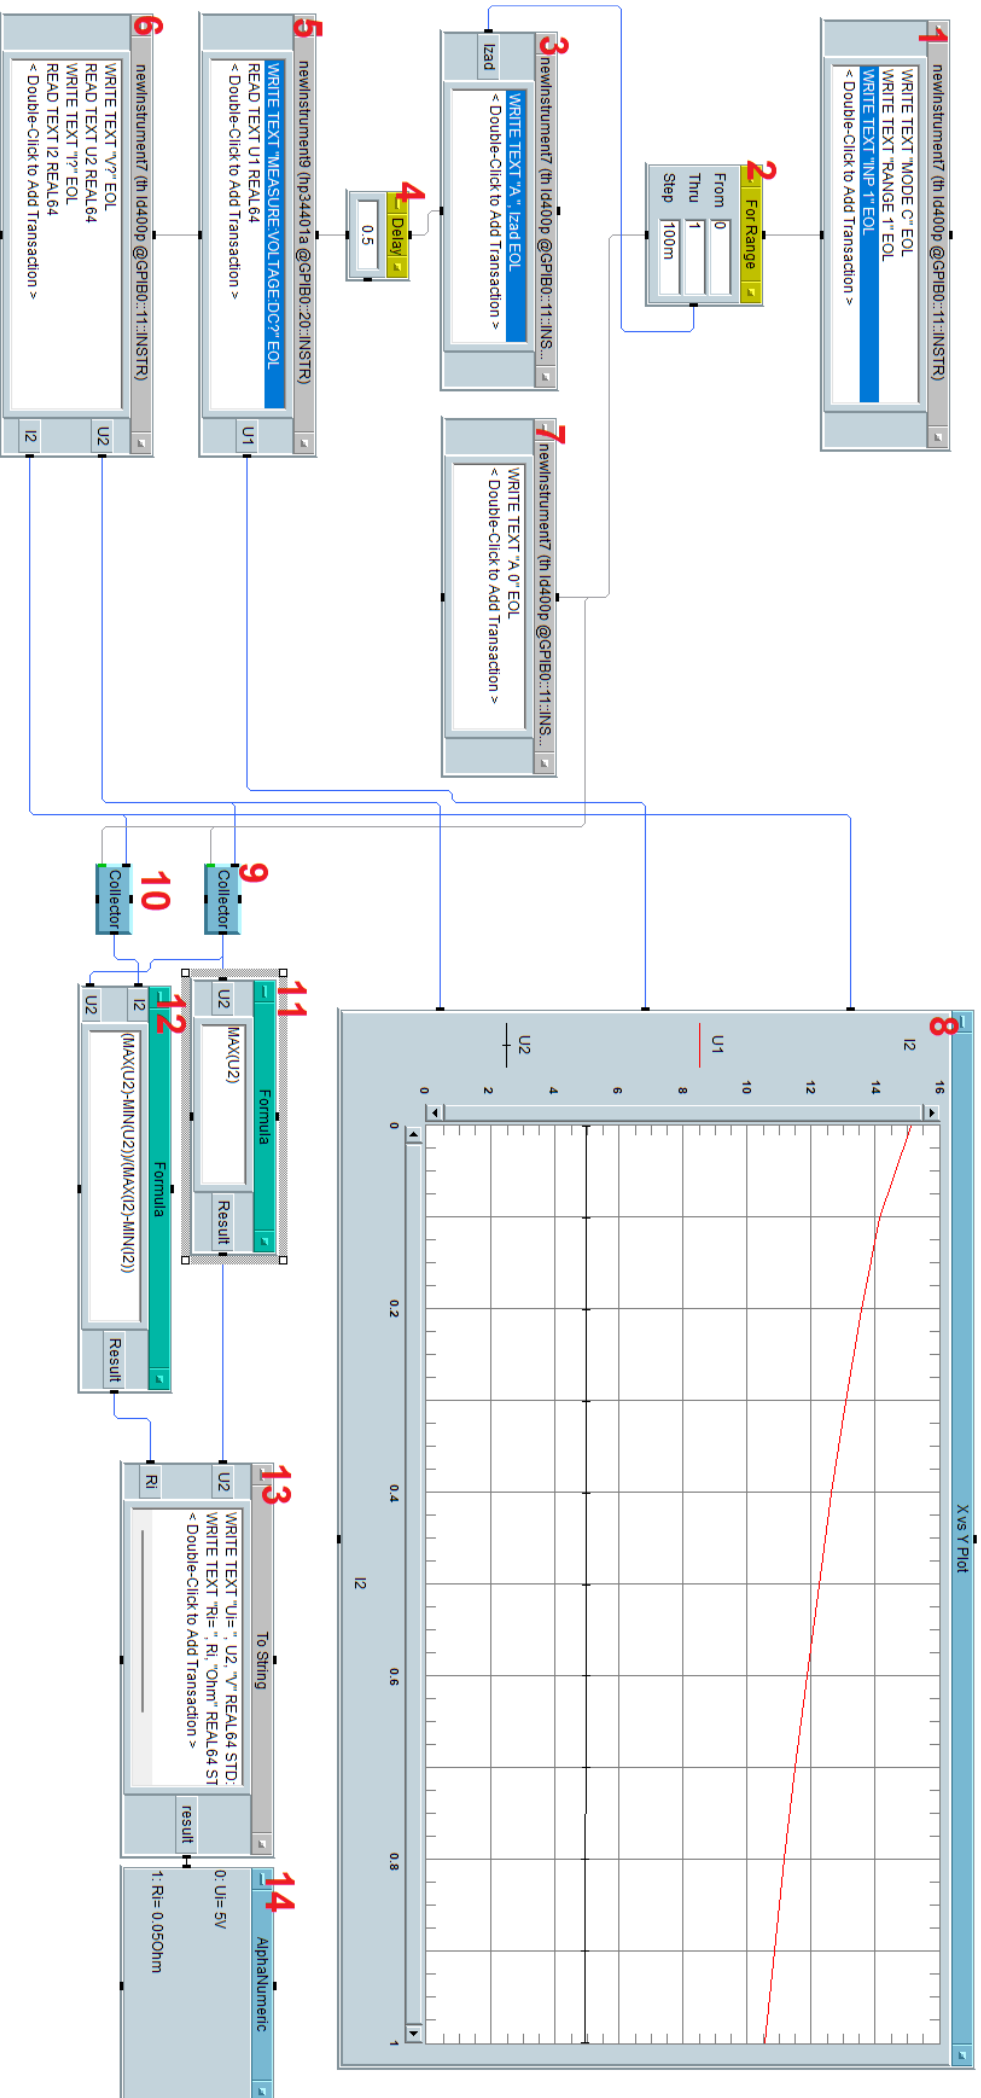 1
newInstrument7 (th ld400p @GPIB0::11::INSTR)
WRITE TEXT "MODE C" EOL
WRITE TEXT "RANGE 1" EOL
WRITE TEXT "INP 1" EOL
< Double-Click to Add Transaction >
2
For Range
From 0
Thru 1
Step 100m
3
newInstrument7 (th ld400p @GPIB0::11::INS...
Izad
WRITE TEXT "A ", Izad EOL
< Double-Click to Add Transaction >
4
Delay
0.5
5
newInstrument9 (hp34401a @GPIB0::20::INSTR)
WRITE TEXT "MEASURE:VOLTAGE:DC?" EOL
READ TEXT U1 REAL64
< Double-Click to Add Transaction >
U1
6
newInstrument7 (th ld400p @GPIB0::11::INSTR)
WRITE TEXT "V?" EOL
READ TEXT U2 REAL64
WRITE TEXT "I?" EOL
READ TEXT I2 REAL64
< Double-Click to Add Transaction >
U2
I2
7
newInstrument7 (th ld400p @GPIB0::11::INS...
WRITE TEXT "A 0" EOL
< Double-Click to Add Transaction >
8
X vs Y Plot
I2
U1
U2
16
14
12
10
8
6
4
2
0
0 0.2 0.4 0.6 0.8 1
I2
9
Collector
10
Collector
11
Formula
U2
MAX(U2)
Result
12
Formula
I2
U2
(MAX(U2)-MIN(U2))/(MAX(I2)-MIN(I2))
Result
13
To String
U2
Ri
WRITE TEXT "Ui= ", U2, "V" REAL64 STD:
WRITE TEXT "Ri= ", Ri, "Ohm" REAL64 ST
< Double-Click to Add Transaction >
result
14
AlphaNumeric
0: Ui= 5V
1: Ri= 0.05Ohm